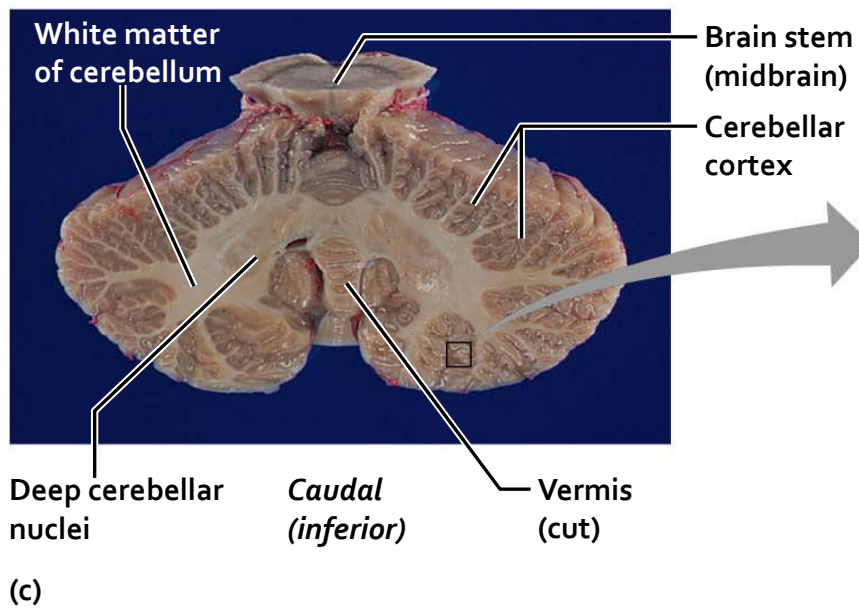 White matter
of cerebellum
Brain stem
(midbrain)
Cerebellar
cortex
Deep cerebellar
nuclei
Caudal
(inferior)
Vermis
(cut)
(c)